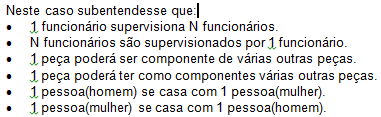 Neste caso subentendesse que:
• 1 funcionário supervisiona N funcionários.
• N funcionários são supervisionados por 1 funcionário.
• 1 peça poderá ser componente de várias outras peças.
• 1 peça poderá ter como componentes várias outras peças.
• 1 pessoa(homem) se casa com 1 pessoa(mulher).
• 1 pessoa(mulher) se casa com 1 pessoa(homem).